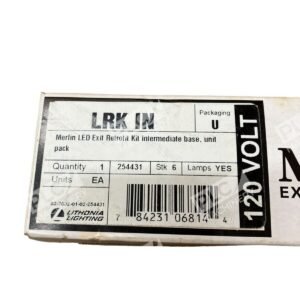 LRK IN
Packaging
U
Merlin LED Exit Retrofit Kit intermediate base, unit
pack
Quantity 1 254431 Stk 6 Lamps YES
Units EA
LITHONIA
LIGHTING
7 84231 06814 4
120 VOLT
M
EX